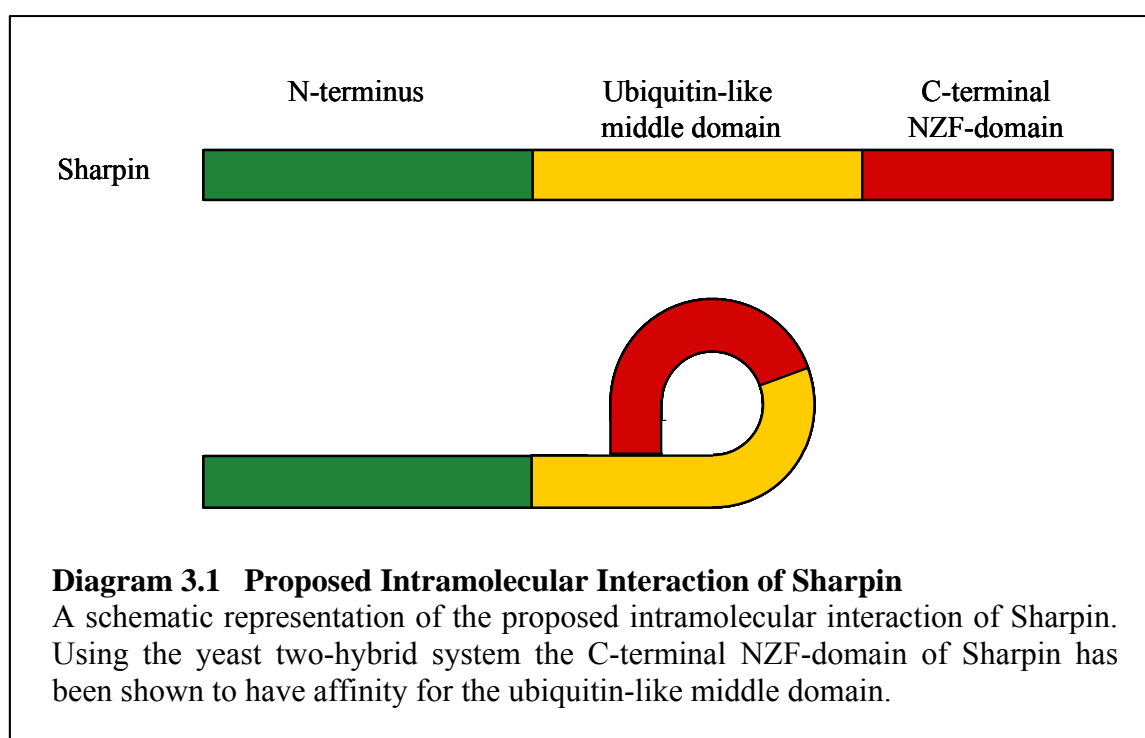 N-terminus
Ubiquitin-like
middle domain
C-terminal
NZF-domain
Sharpin
Diagram 3.1 Proposed Intramolecular Interaction of Sharpin
A schematic representation of the proposed intramolecular interaction of Sharpin.
Using the yeast two-hybrid system the C-terminal NZF-domain of Sharpin has
been shown to have affinity for the ubiquitin-like middle domain.